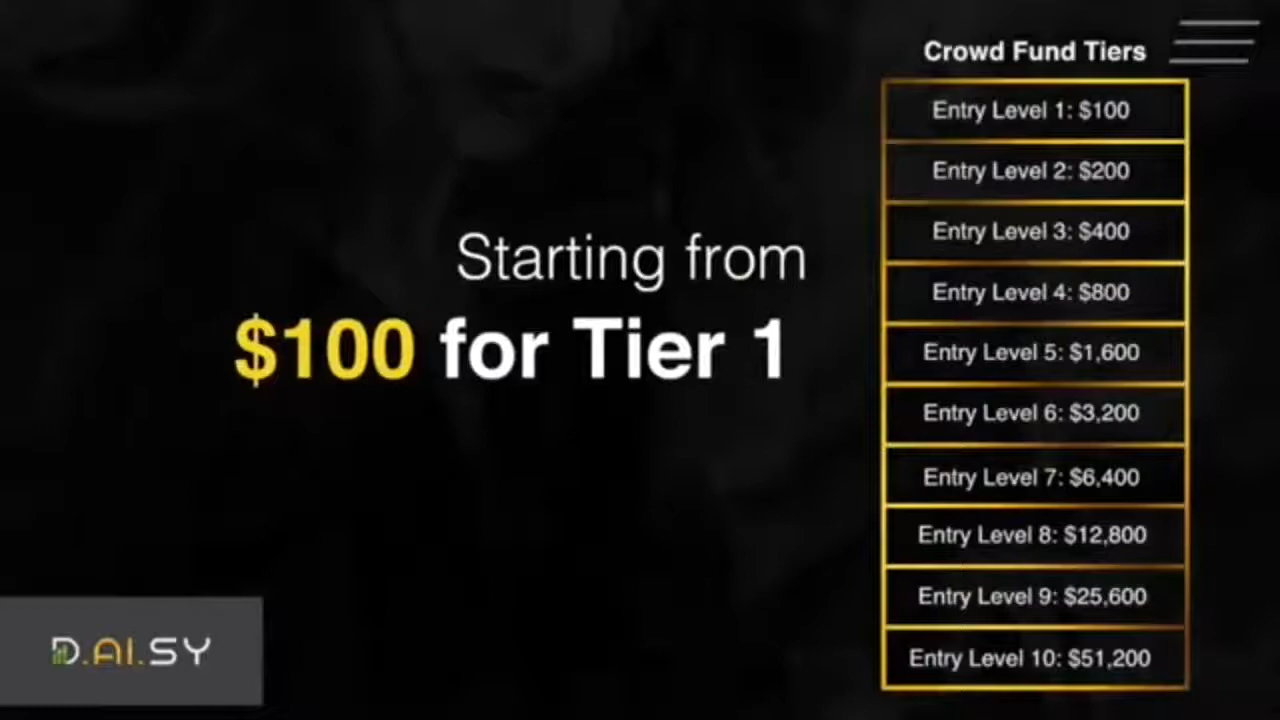 Crowd Fund Tiers
Entry Level 1: $100
Entry Level 2: $200
Entry Level 3: $400
Entry Level 4: $800
Entry Level 5: $1,600
Entry Level 6: $3,200
Entry Level 7: $6,400
Entry Level 8: $12,800
Entry Level 9: $25,600
Entry Level 10: $51,200
Starting from
$100 for Tier 1
D.AI.SY